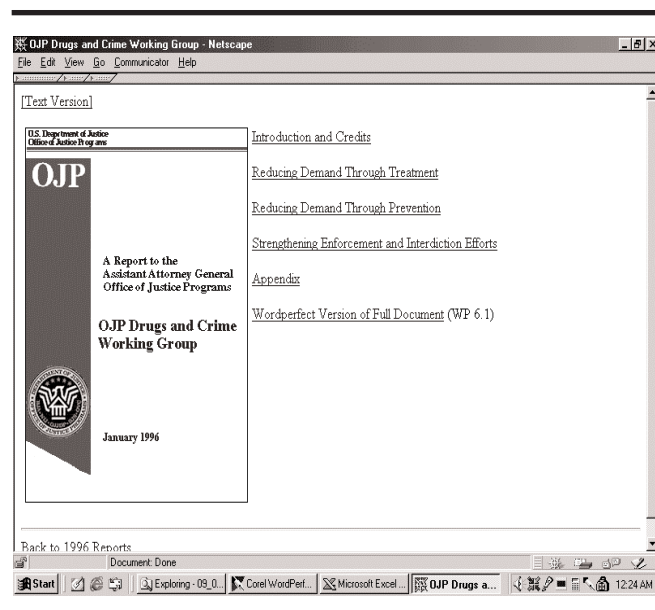 OJP Drugs and Crime Working Group - Netscape
File Edit View Go Communicator Help
[Text Version]
U.S. Department of Justice
Office of Justice Programs
OJP
A Report to the
Assistant Attorney General
Office of Justice Programs
OJP Drugs and Crime
Working Group
January 1996
Introduction and Credits
Reducing Demand Through Treatment
Reducing Demand Through Prevention
Strengthening Enforcement and Interdiction Efforts
Appendix
Wordperfect Version of Full Document (WP 6.1)
Back to 1996 Reports
Document: Done
Start Exploring - 09_0... Corel WordPerf... Microsoft Excel ... OJP Drugs a... 12:24 AM